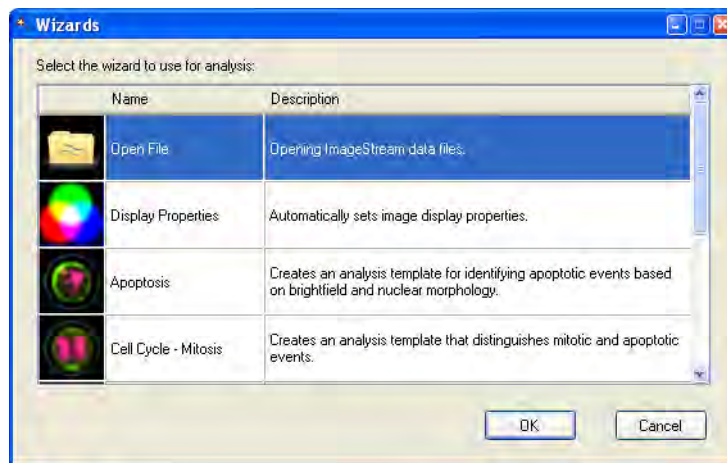 Wizards
Select the wizard to use for analysis:
Name Description
Open File Opening ImageStream data files.
Display Properties Automatically sets image display properties.
Apoptosis Creates an analysis template for identifying apoptotic events based
on brightfield and nuclear morphology.
Cell Cycle - Mitosis Creates an analysis template that distinguishes mitotic and apoptotic
events.
OK Cancel